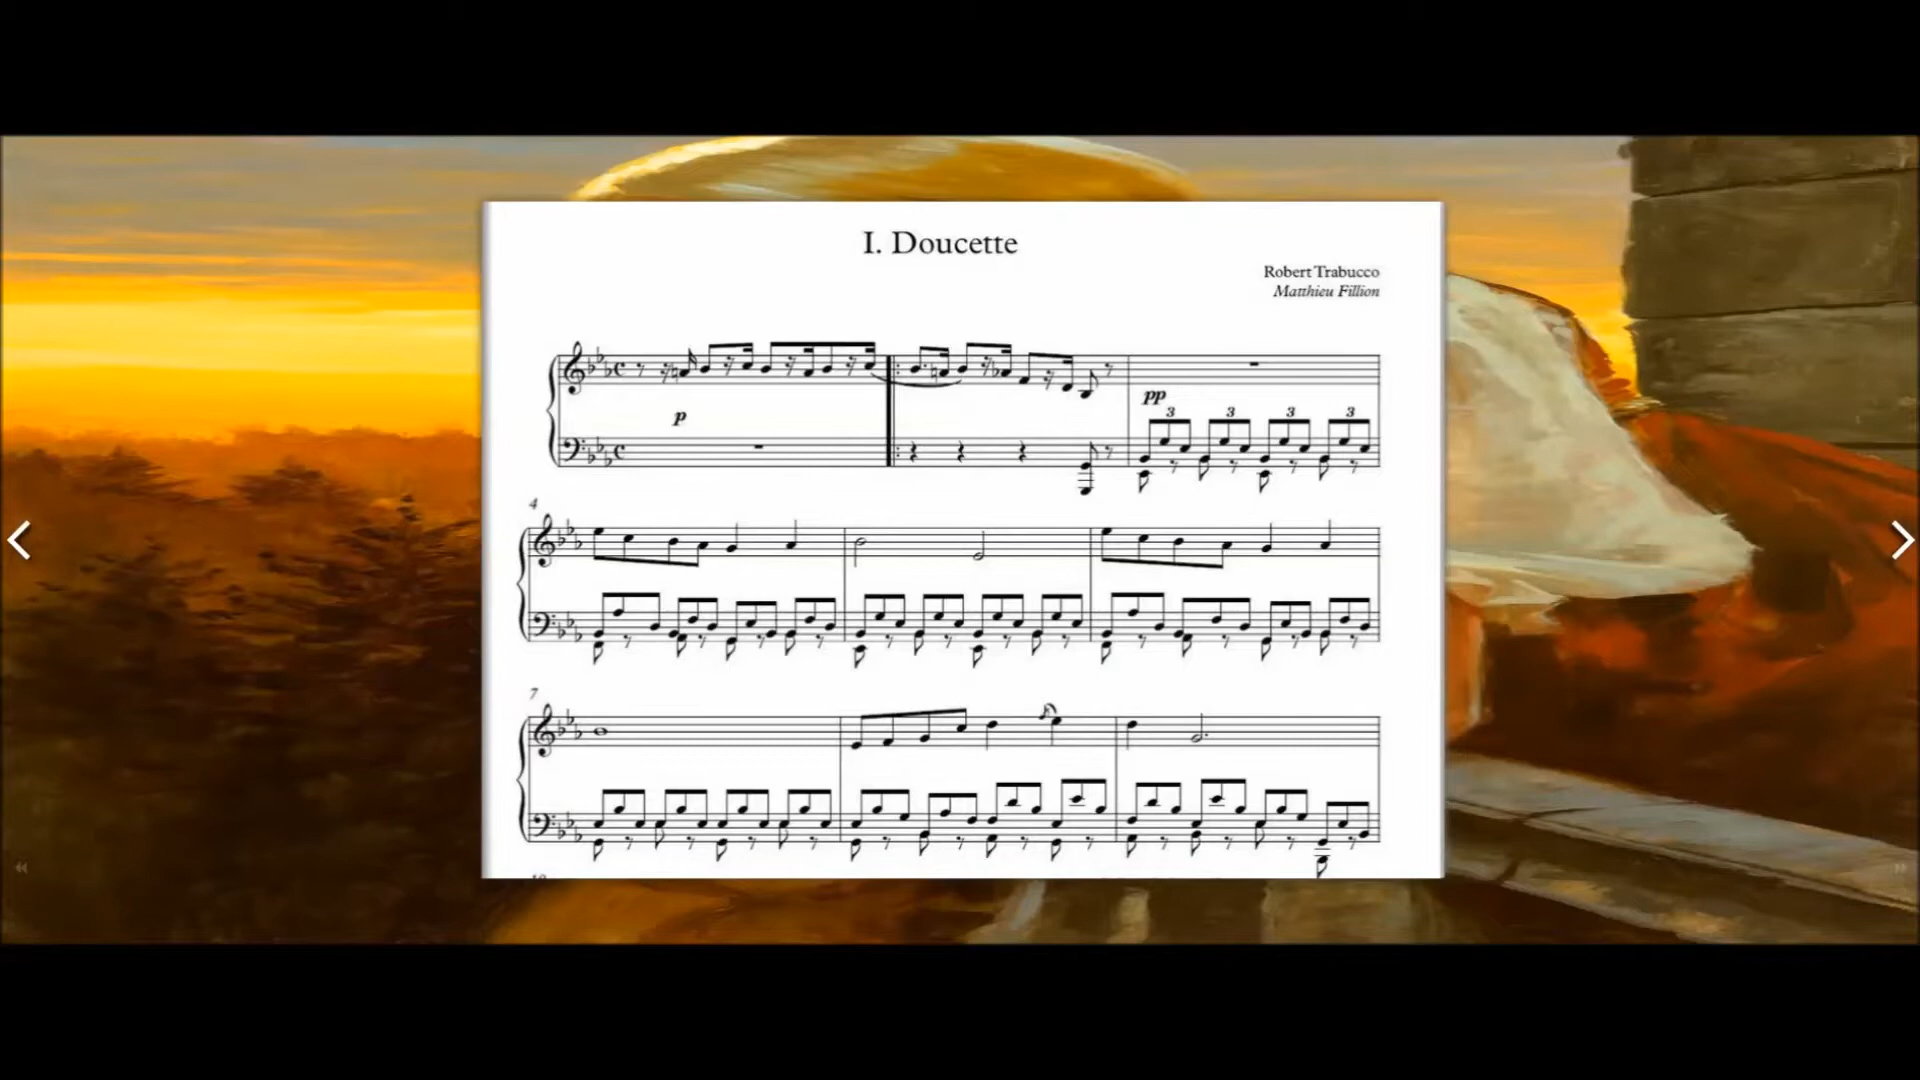 I. Doucette
Robert Trabucco
Matthieu Fillion
p
pp
3 3 3 3
4
7